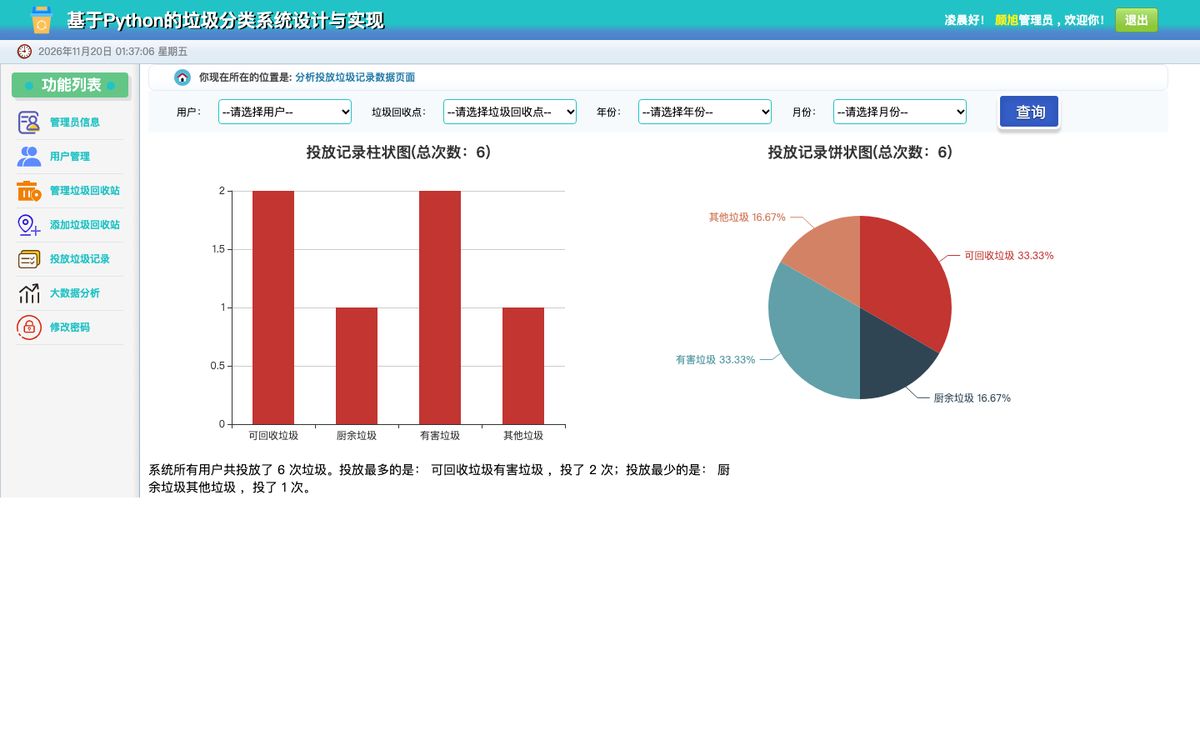 基于Python的垃圾分类系统设计与实现
凌晨好！ 颜旭管理员，欢迎你！ 退出
2026年11月20日 01:37:06 星期五
功能列表
管理员信息
用户管理
管理垃圾回收站
添加垃圾回收站
投放垃圾记录
大数据分析
修改密码
你现在所在的位置是: 分析投放垃圾记录数据页面
用户： --请选择用户-- 垃圾回收点： --请选择垃圾回收点-- 年份： --请选择年份-- 月份： --请选择月份-- 查询
投放记录柱状图(总次数：6)
2
1.5
1
0.5
0
可回收垃圾 厨余垃圾 有害垃圾 其他垃圾
投放记录饼状图(总次数：6)
其他垃圾 16.67%
可回收垃圾 33.33%
有害垃圾 33.33%
厨余垃圾 16.67%
系统所有用户共投放了 6 次垃圾。投放最多的是： 可回收垃圾有害垃圾 ，投了 2 次；投放最少的是： 厨
余垃圾其他垃圾 ，投了 1 次。